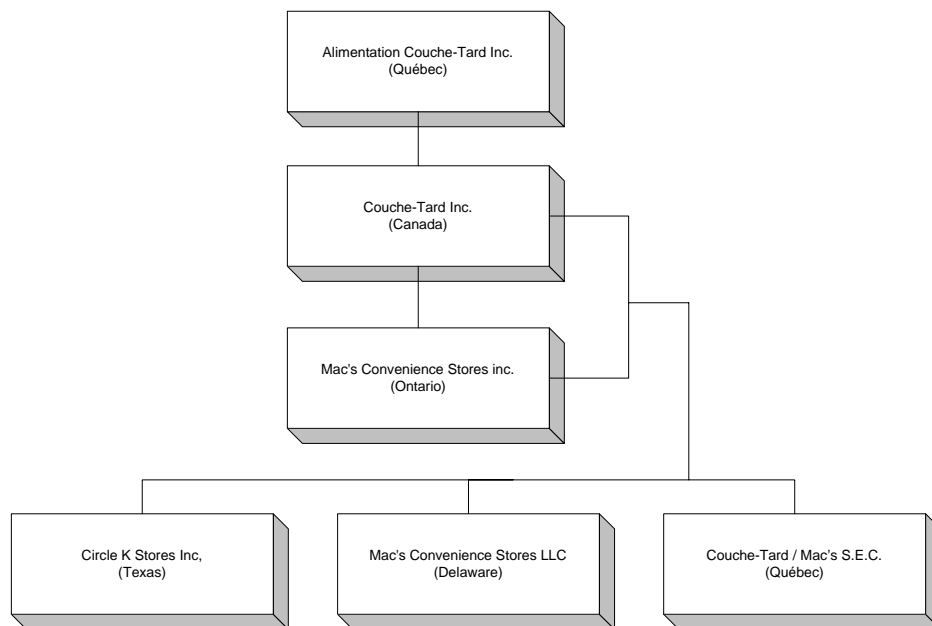 Alimentation Couche-Tard Inc.
(Québec)
Couche-Tard Inc.
(Canada)
Mac's Convenience Stores inc.
(Ontario)
Circle K Stores Inc,
(Texas)
Mac's Convenience Stores LLC
(Delaware)
Couche-Tard / Mac's S.E.C.
(Québec)